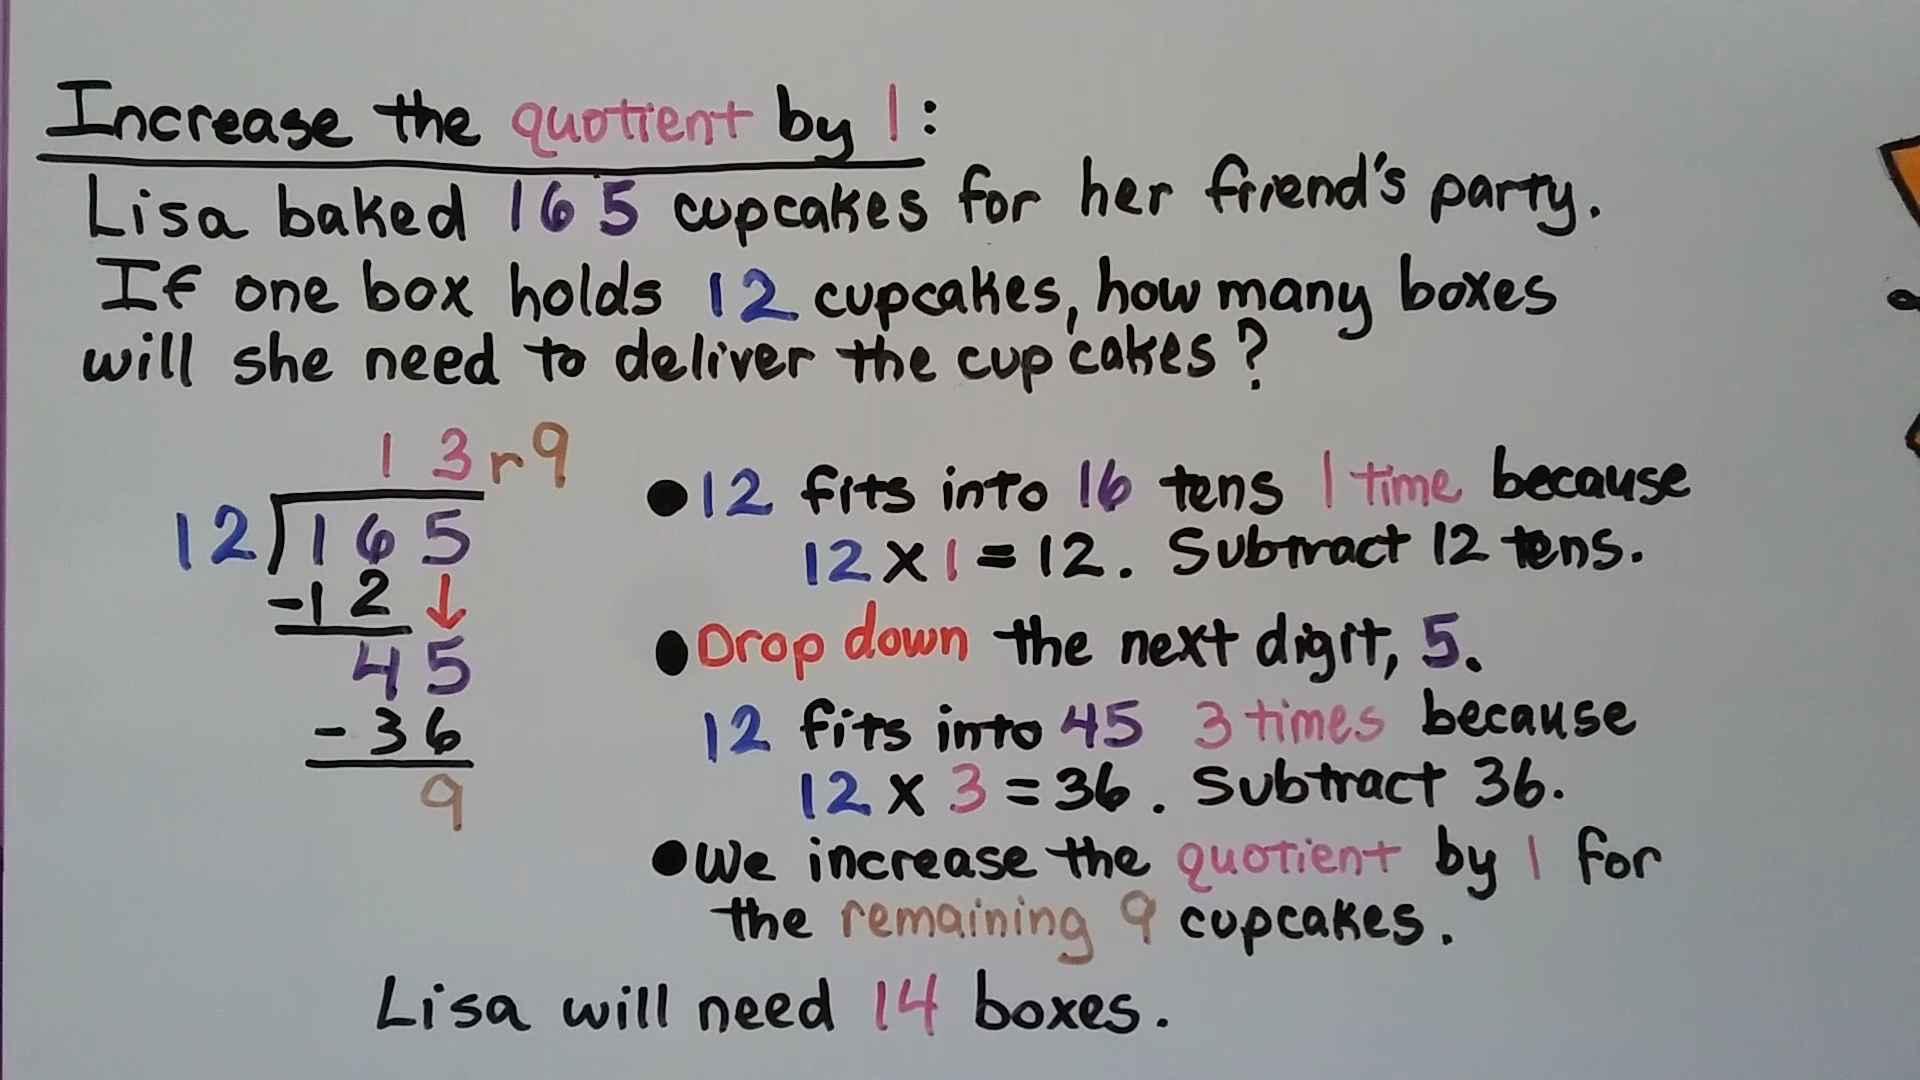 Increase the quotient by 1:
Lisa baked 165 cupcakes for her friend's party.
If one box holds 12 cupcakes, how many boxes
will she need to deliver the cupcakes?
13 r9
12)165
-12↓
45
-36
9
●12 fits into 16 tens 1 time because
12 x 1 = 12. Subtract 12 tens.
●Drop down the next digit, 5.
12 fits into 45 3 times because
12 x 3 = 36. Subtract 36.
●We increase the quotient by 1 for
the remaining 9 cupcakes.
Lisa will need 14 boxes.